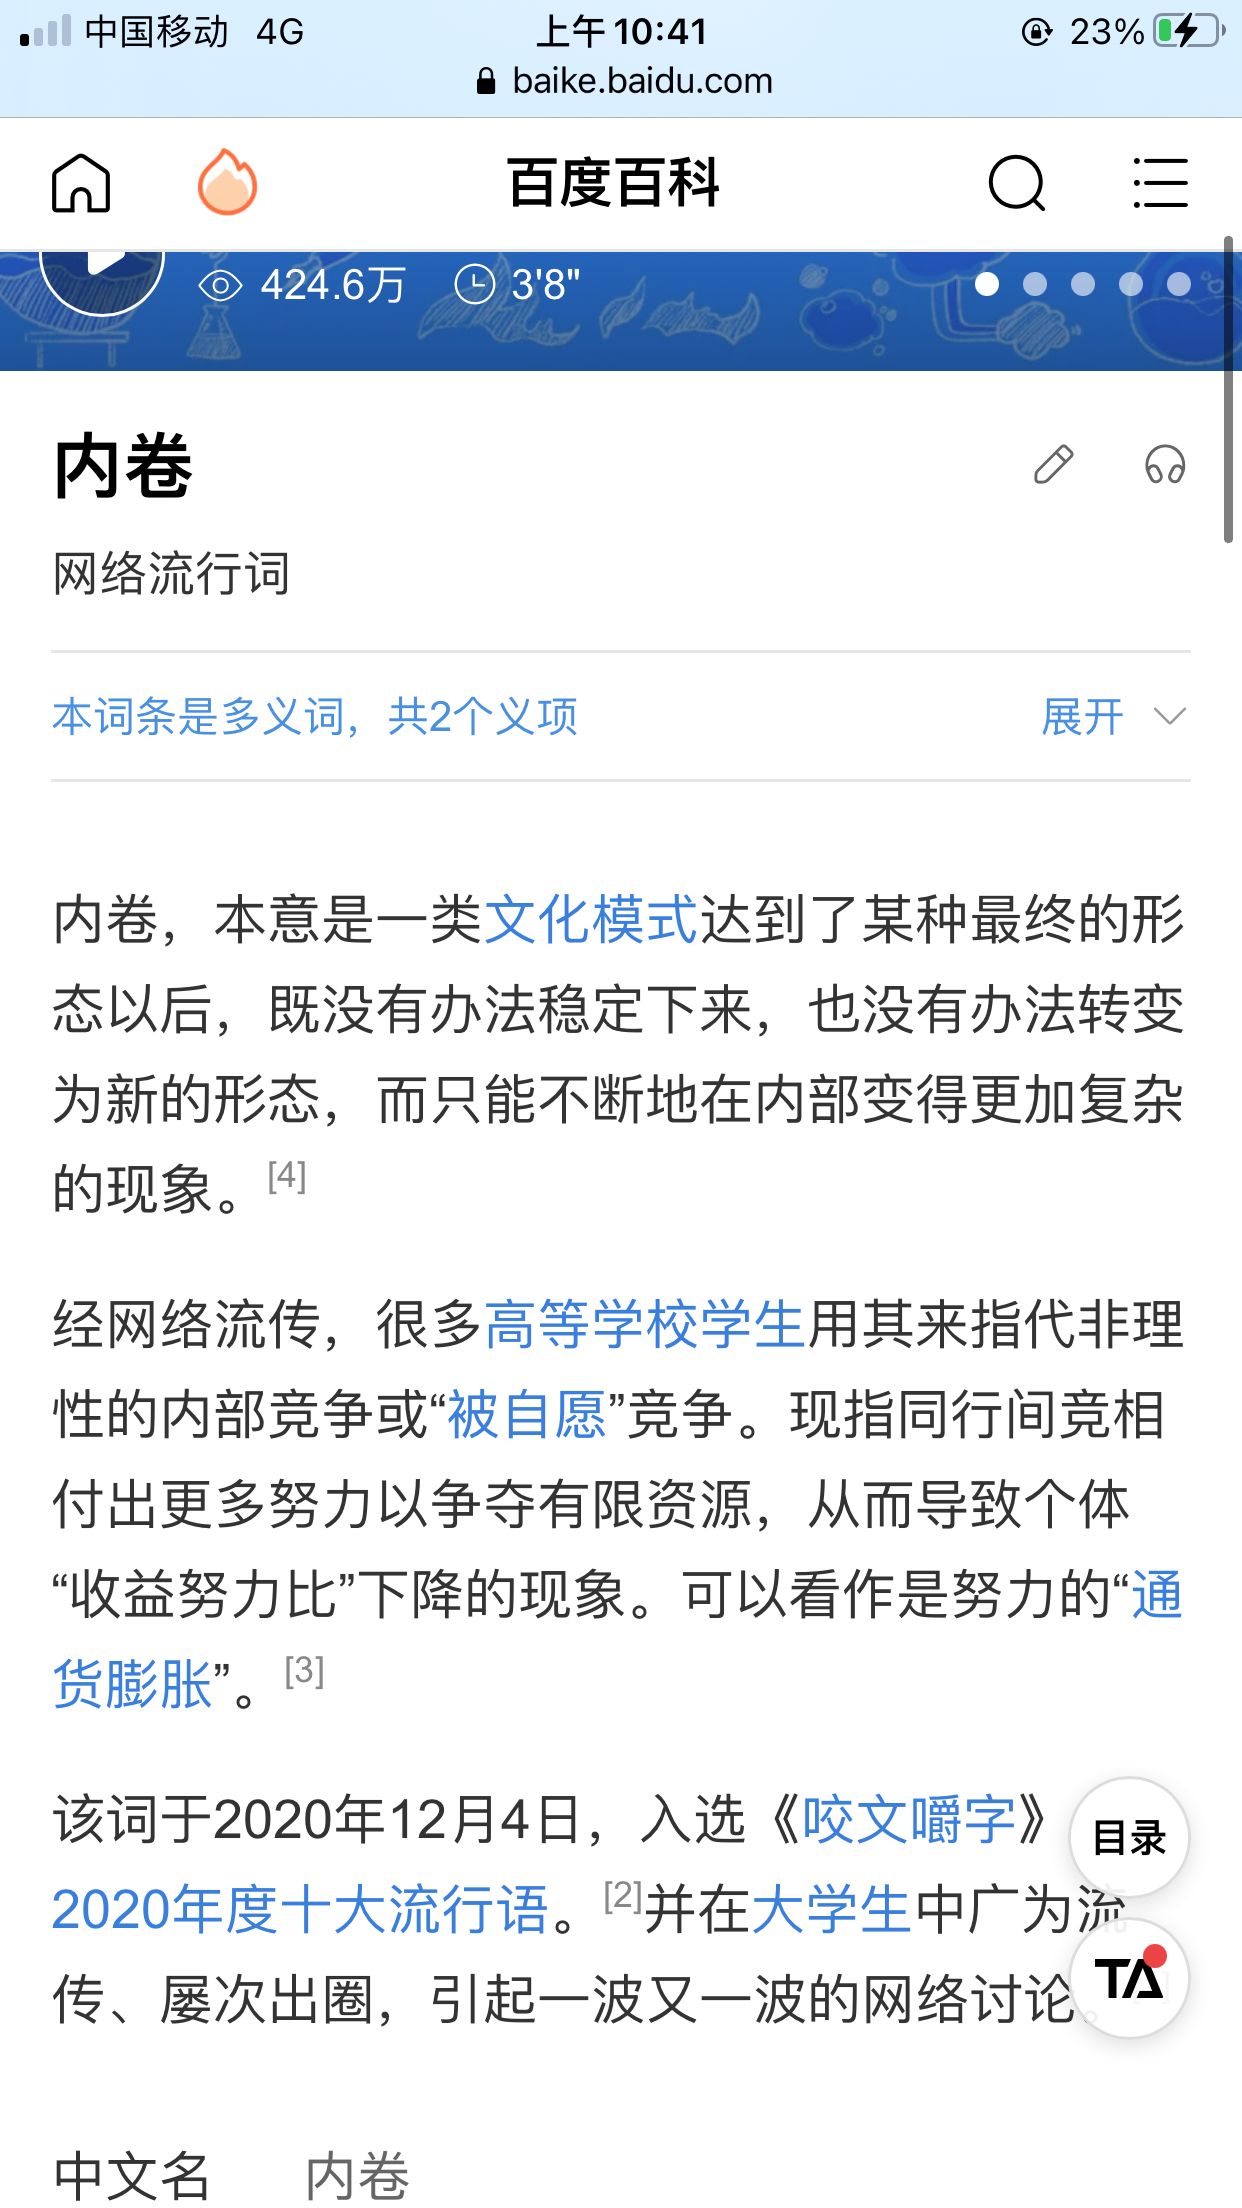 中国移动 4G 上午10:41 23%
baike.baidu.com
百度百科
424.6万 3'8"
内卷
网络流行词
本词条是多义词，共2个义项 展开
内卷，本意是一类文化模式达到了某种最终的形
态以后，既没有办法稳定下来，也没有办法转变
为新的形态，而只能不断地在内部变得更加复杂
的现象。[4]
经网络流传，很多高等学校学生用其来指代非理
性的内部竞争或“被自愿”竞争。现指同行间竞相
付出更多努力以争夺有限资源，从而导致个体
“收益努力比”下降的现象。可以看作是努力的“通
货膨胀”。[3]
该词于2020年12月4日，入选《咬文嚼字》
2020年度十大流行语。[2]并在大学生中广为流
传、屡次出圈，引起一波又一波的网络讨论。
目录
TA
中文名 内卷